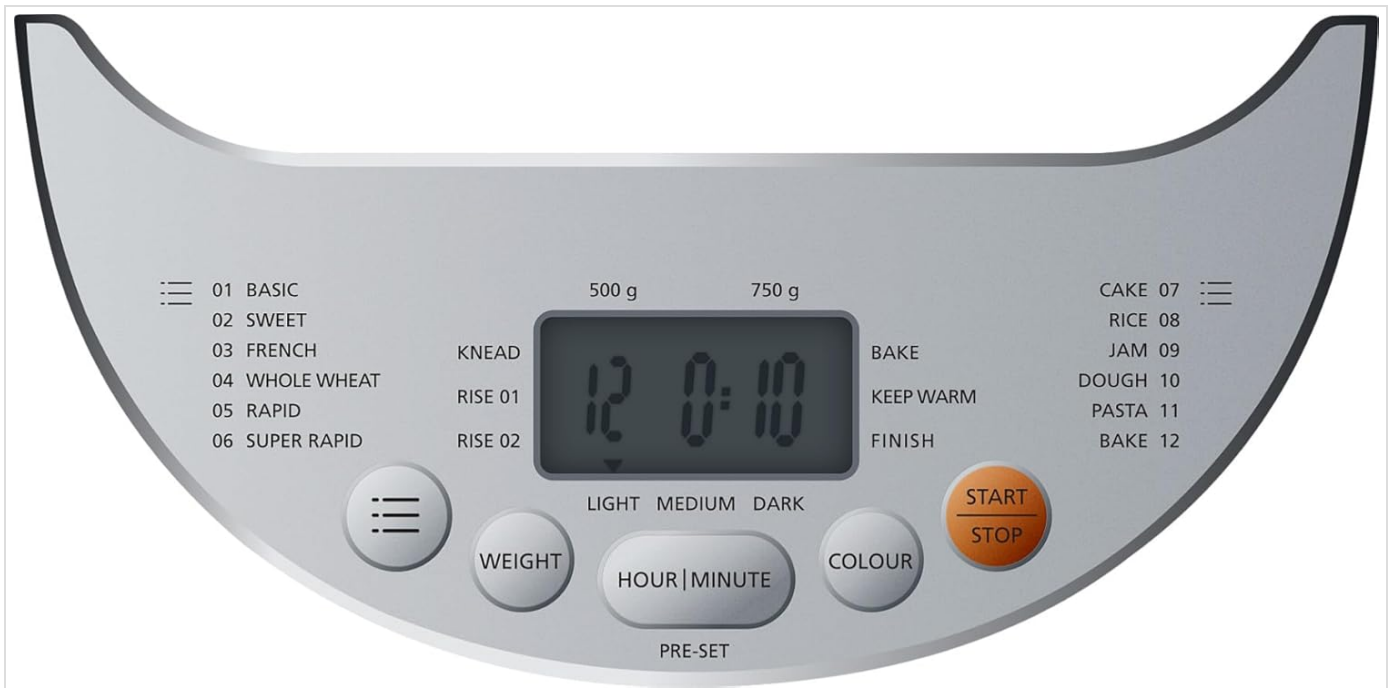 01 BASIC
02 SWEET
03 FRENCH
04 WHOLE WHEAT
05 RAPID
06 SUPER RAPID
KNEAD
RISE 01
RISE 02
500 g 750 g
12 0:10
LIGHT MEDIUM DARK
BAKE
KEEP WARM
FINISH
CAKE 07
RICE 08
JAM 09
DOUGH 10
PASTA 11
BAKE 12
WEIGHT
HOUR|MINUTE
COLOUR
START
STOP
PRE-SET